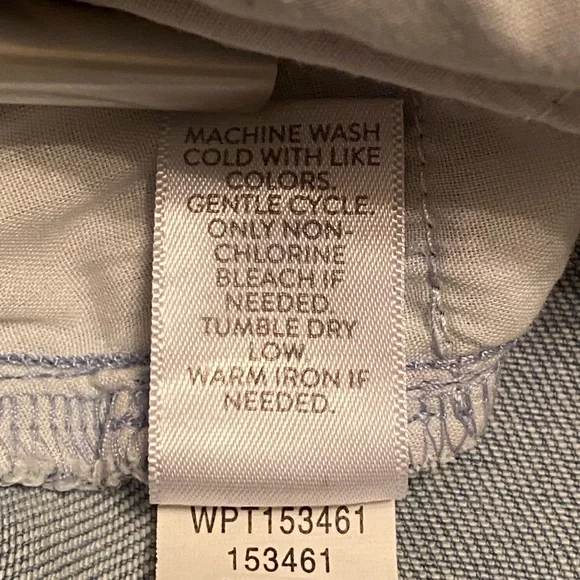 MACHINE WASH
COLD WITH LIKE
COLORS.
GENTLE CYCLE.
ONLY NON-
CHLORINE
BLEACH IF
NEEDED.
TUMBLE DRY
LOW.
WARM IRON IF
NEEDED.
WPT153461
153461